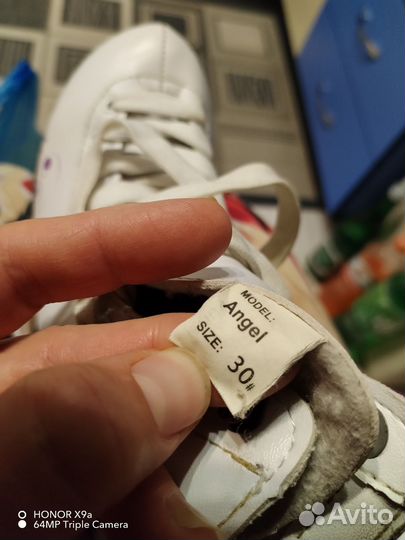 MODEL:
Angel
SIZE: 30#
HONOR X9a
64MP Triple Camera
Avito